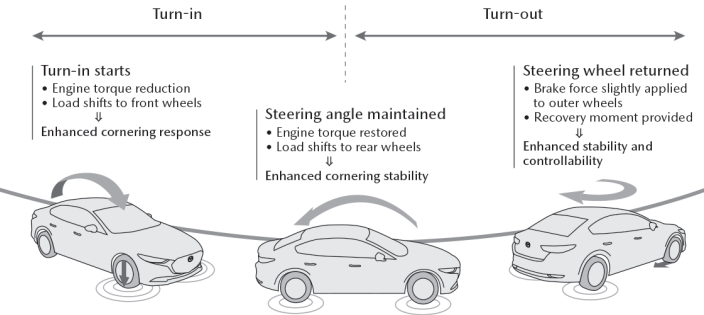 Turn-in
Turn-out
Turn-in starts
• Engine torque reduction
• Load shifts to front wheels
⇓
Enhanced cornering response
Steering angle maintained
• Engine torque restored
• Load shifts to rear wheels
⇓
Enhanced cornering stability
Steering wheel returned
• Brake force slightly applied
to outer wheels
• Recovery moment provided
⇓
Enhanced stability and
controllability